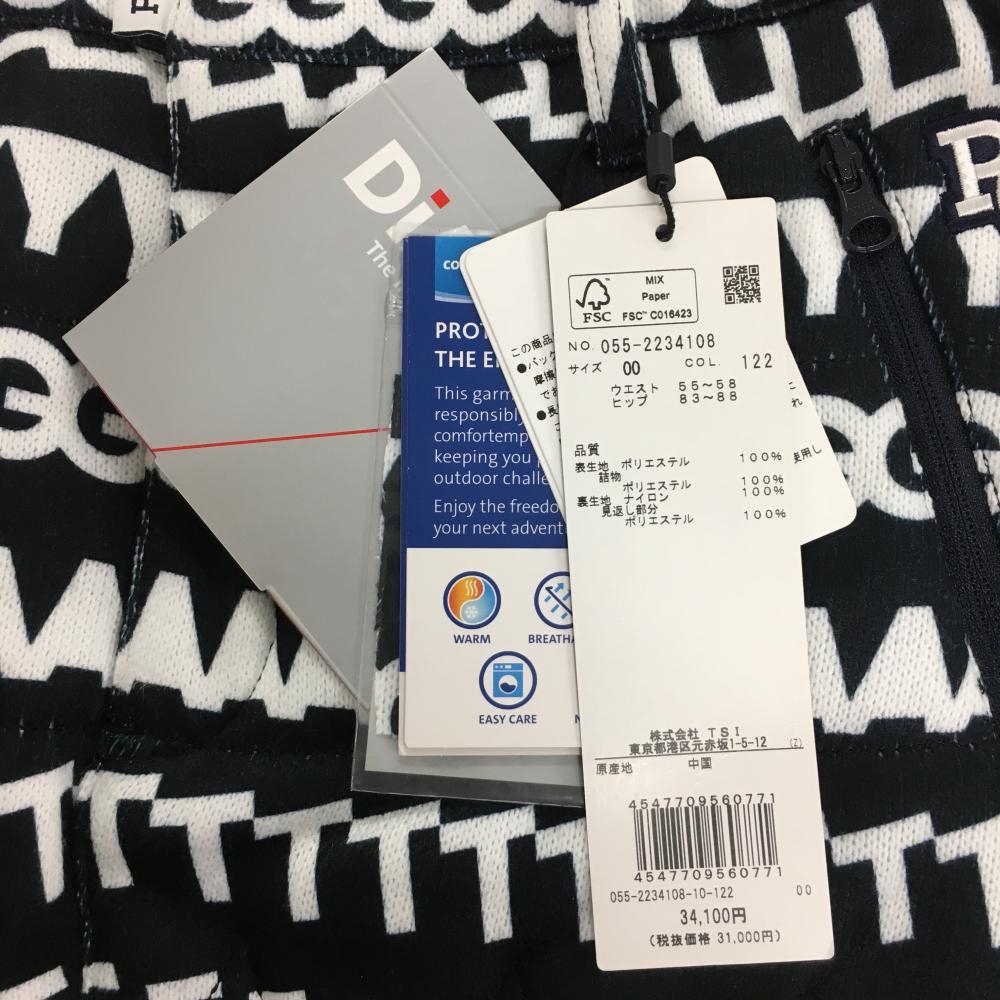 Di
The
CO
PROT
THE E
This garm
responsibly
comfortemp
keeping you p
outdoor challe
Enjoy the freedo
your next advent
WARM
BREATHA
EASY CARE
N
この商品
●バック
摩擦
でお
●長
使用し
FSC
MIX
Paper
FSC™ C016423
NO. 055-2234108
サイズ 00 COL. 122
ウエスト 55~58
ヒップ 83~88
品質
表生地 ポリエステル 100%
詰物
ポリエステル 100%
裏生地 ナイロン 100%
見返し部分
ポリエステル 100%
株式会社 TSI
東京都港区元赤坂1-5-12 (Z)
原産地 中国
4547709560771
4547709560771
055-2234108-10-122 00
34,100円
(税抜価格 31,000円)